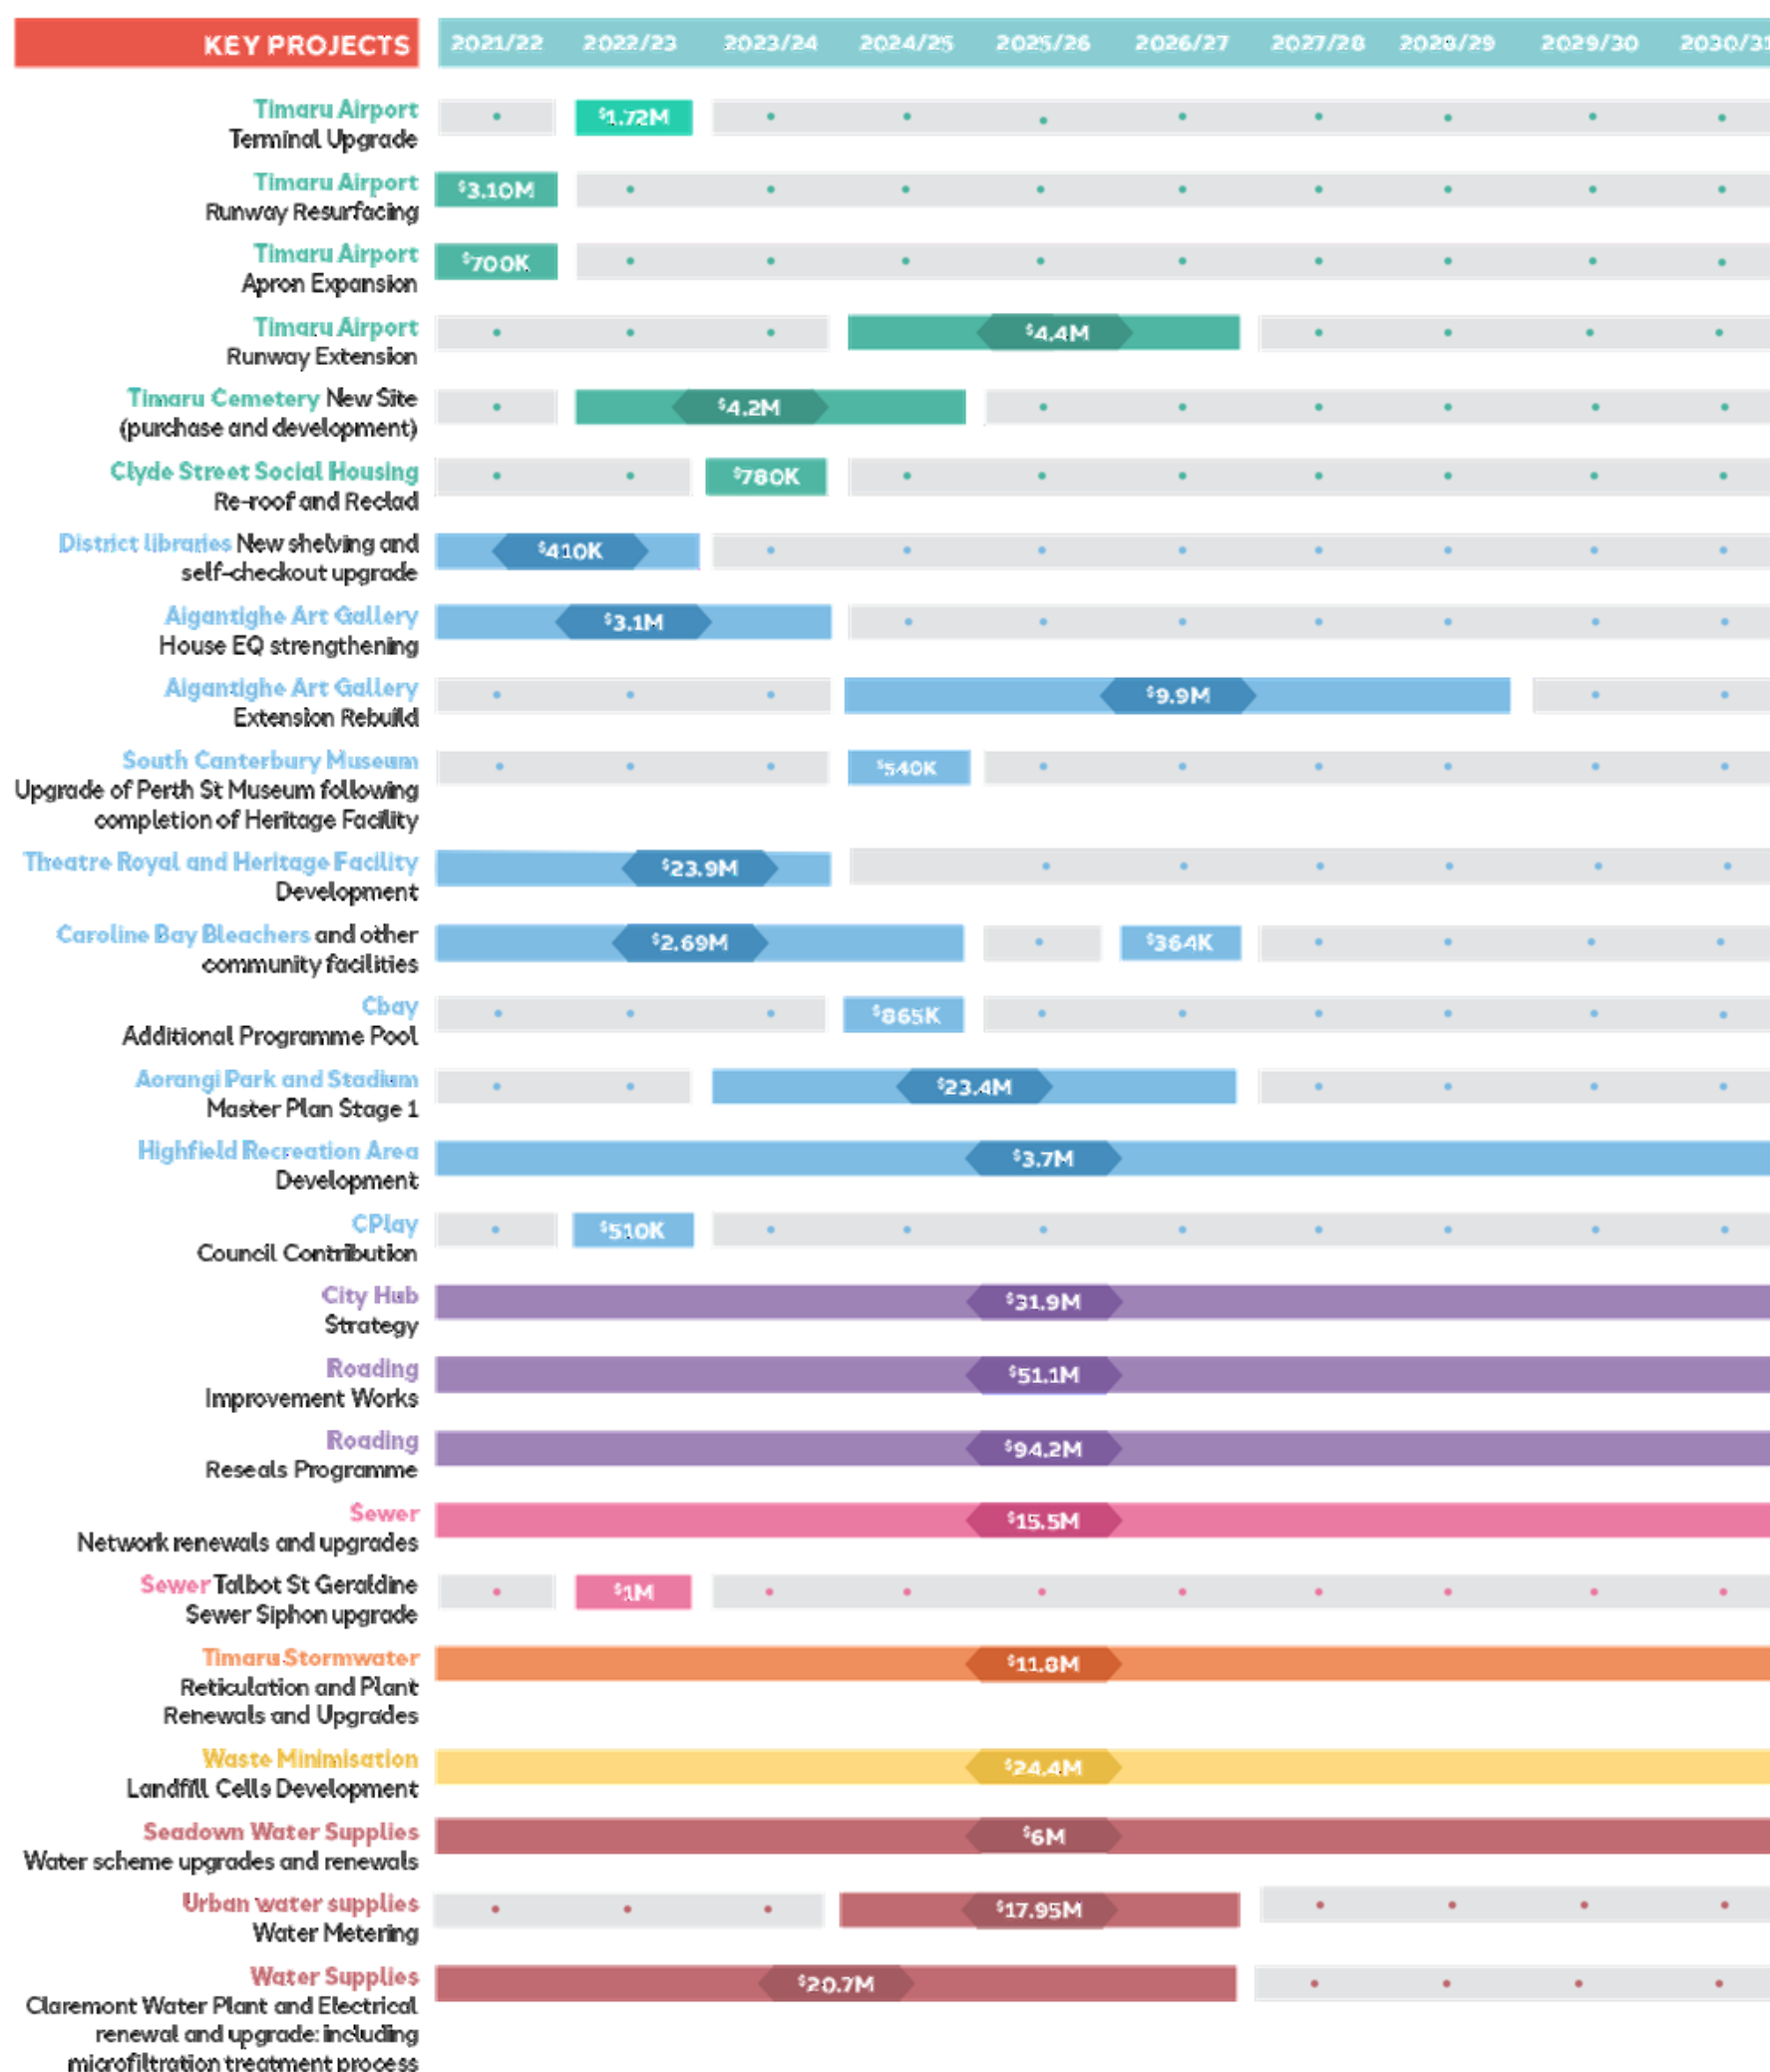 KEY PROJECTS 2021/22 2022/23 2023/24 2024/25 2025/26 2026/27 2027/28 2028/29 2029/30 2030/31
Timaru Airport
Terminal Upgrade
$1.72M
Timaru Airport
Runway Resurfacing
$3.10M
Timaru Airport
Apron Expansion
$700K
Timaru Airport
Runway Extension
$4.4M
Timaru Cemetery New Site
(purchase and development)
$4.2M
Clyde Street Social Housing
Re-roof and Reclad
$780K
District libraries New shelving and
self-checkout upgrade
$410K
Aigantighe Art Gallery
House EQ strengthening
$3.1M
Aigantighe Art Gallery
Extension Rebuild
$9.9M
South Canterbury Museum
Upgrade of Perth St Museum following
completion of Heritage Facility
$540K
Theatre Royal and Heritage Facility
Development
$23.9M
Caroline Bay Bleachers and other
community facilities
$2.69M $364K
Cbay
Additional Programme Pool
$865K
Aorangi Park and Stadium
Master Plan Stage 1
$23.4M
Highfield Recreation Area
Development
$3.7M
CPlay
Council Contribution
$510K
City Hub
Strategy
$31.9M
Roading
Improvement Works
$51.1M
Roading
Reseals Programme
$94.2M
Sewer
Network renewals and upgrades
$15.5M
Sewer Talbot St Geraldine
Sewer Siphon upgrade
$1M
Timaru Stormwater
Reticulation and Plant
Renewals and Upgrades
$11.8M
Waste Minimisation
Landfill Cells Development
$24.4M
Seadown Water Supplies
Water scheme upgrades and renewals
$6M
Urban water supplies
Water Metering
$17.95M
Water Supplies
Claremont Water Plant and Electrical
renewal and upgrade: including
microfiltration treatment process
$20.7M